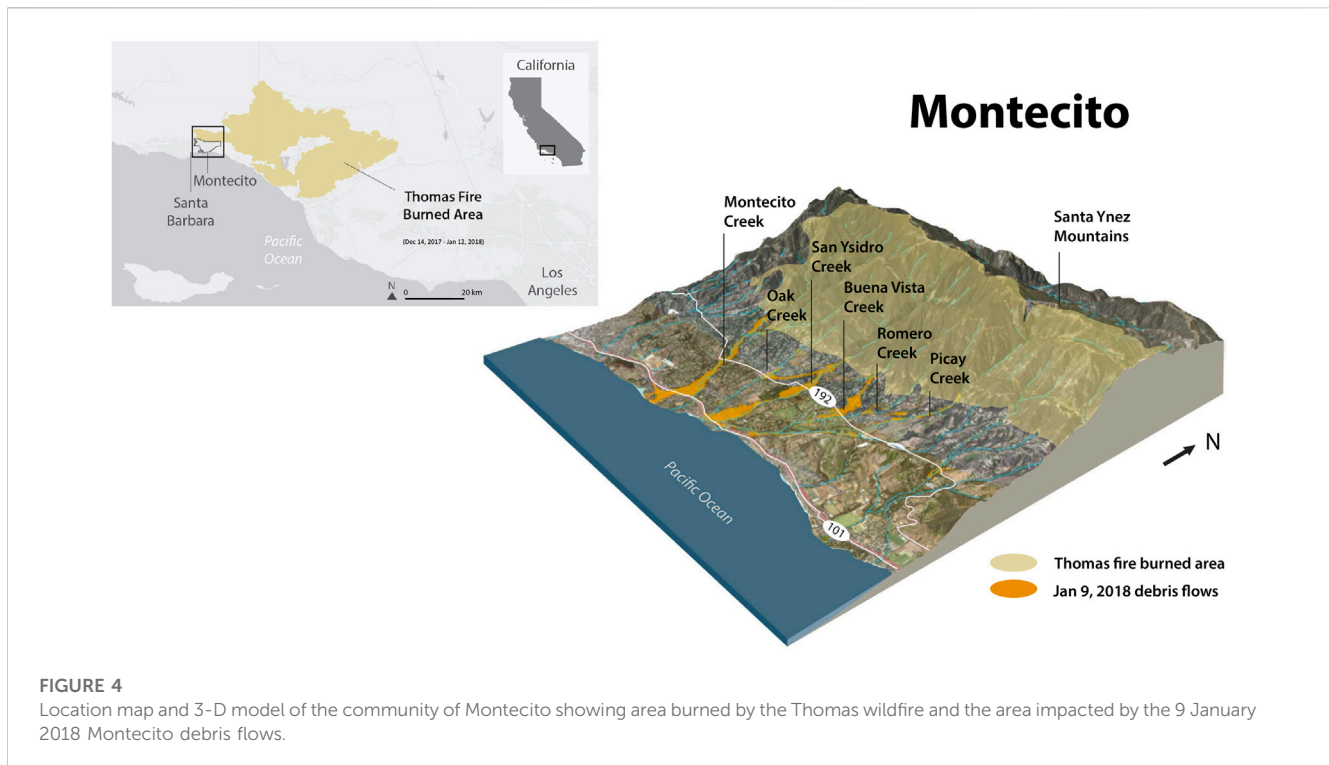 California
Montecito
Santa
Barbara
Pacific
Ocean
Thomas Fire
Burned Area
(Dec 14, 2017 - Jan 12, 2018)
Los
Angeles
N
0
20 km
Montecito
Montecito
Creek
San Ysidro
Creek
Oak
Creek
Buena Vista
Creek
Romero
Creek
Picay
Creek
Santa Ynez
Mountains
192
101
Pacific Ocean
N
Thomas fire burned area
Jan 9, 2018 debris flows
FIGURE 4
Location map and 3-D model of the community of Montecito showing area burned by the Thomas wildfire and the area impacted by the 9 January
2018 Montecito debris flows.